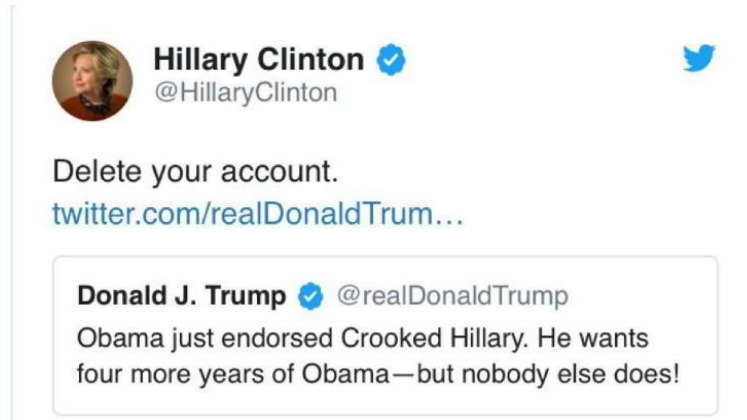 Hillary Clinton
@HillaryClinton
Delete your account.
twitter.com/realDonaldTrum…
Donald J. Trump @realDonaldTrump
Obama just endorsed Crooked Hillary. He wants
four more years of Obama—but nobody else does!